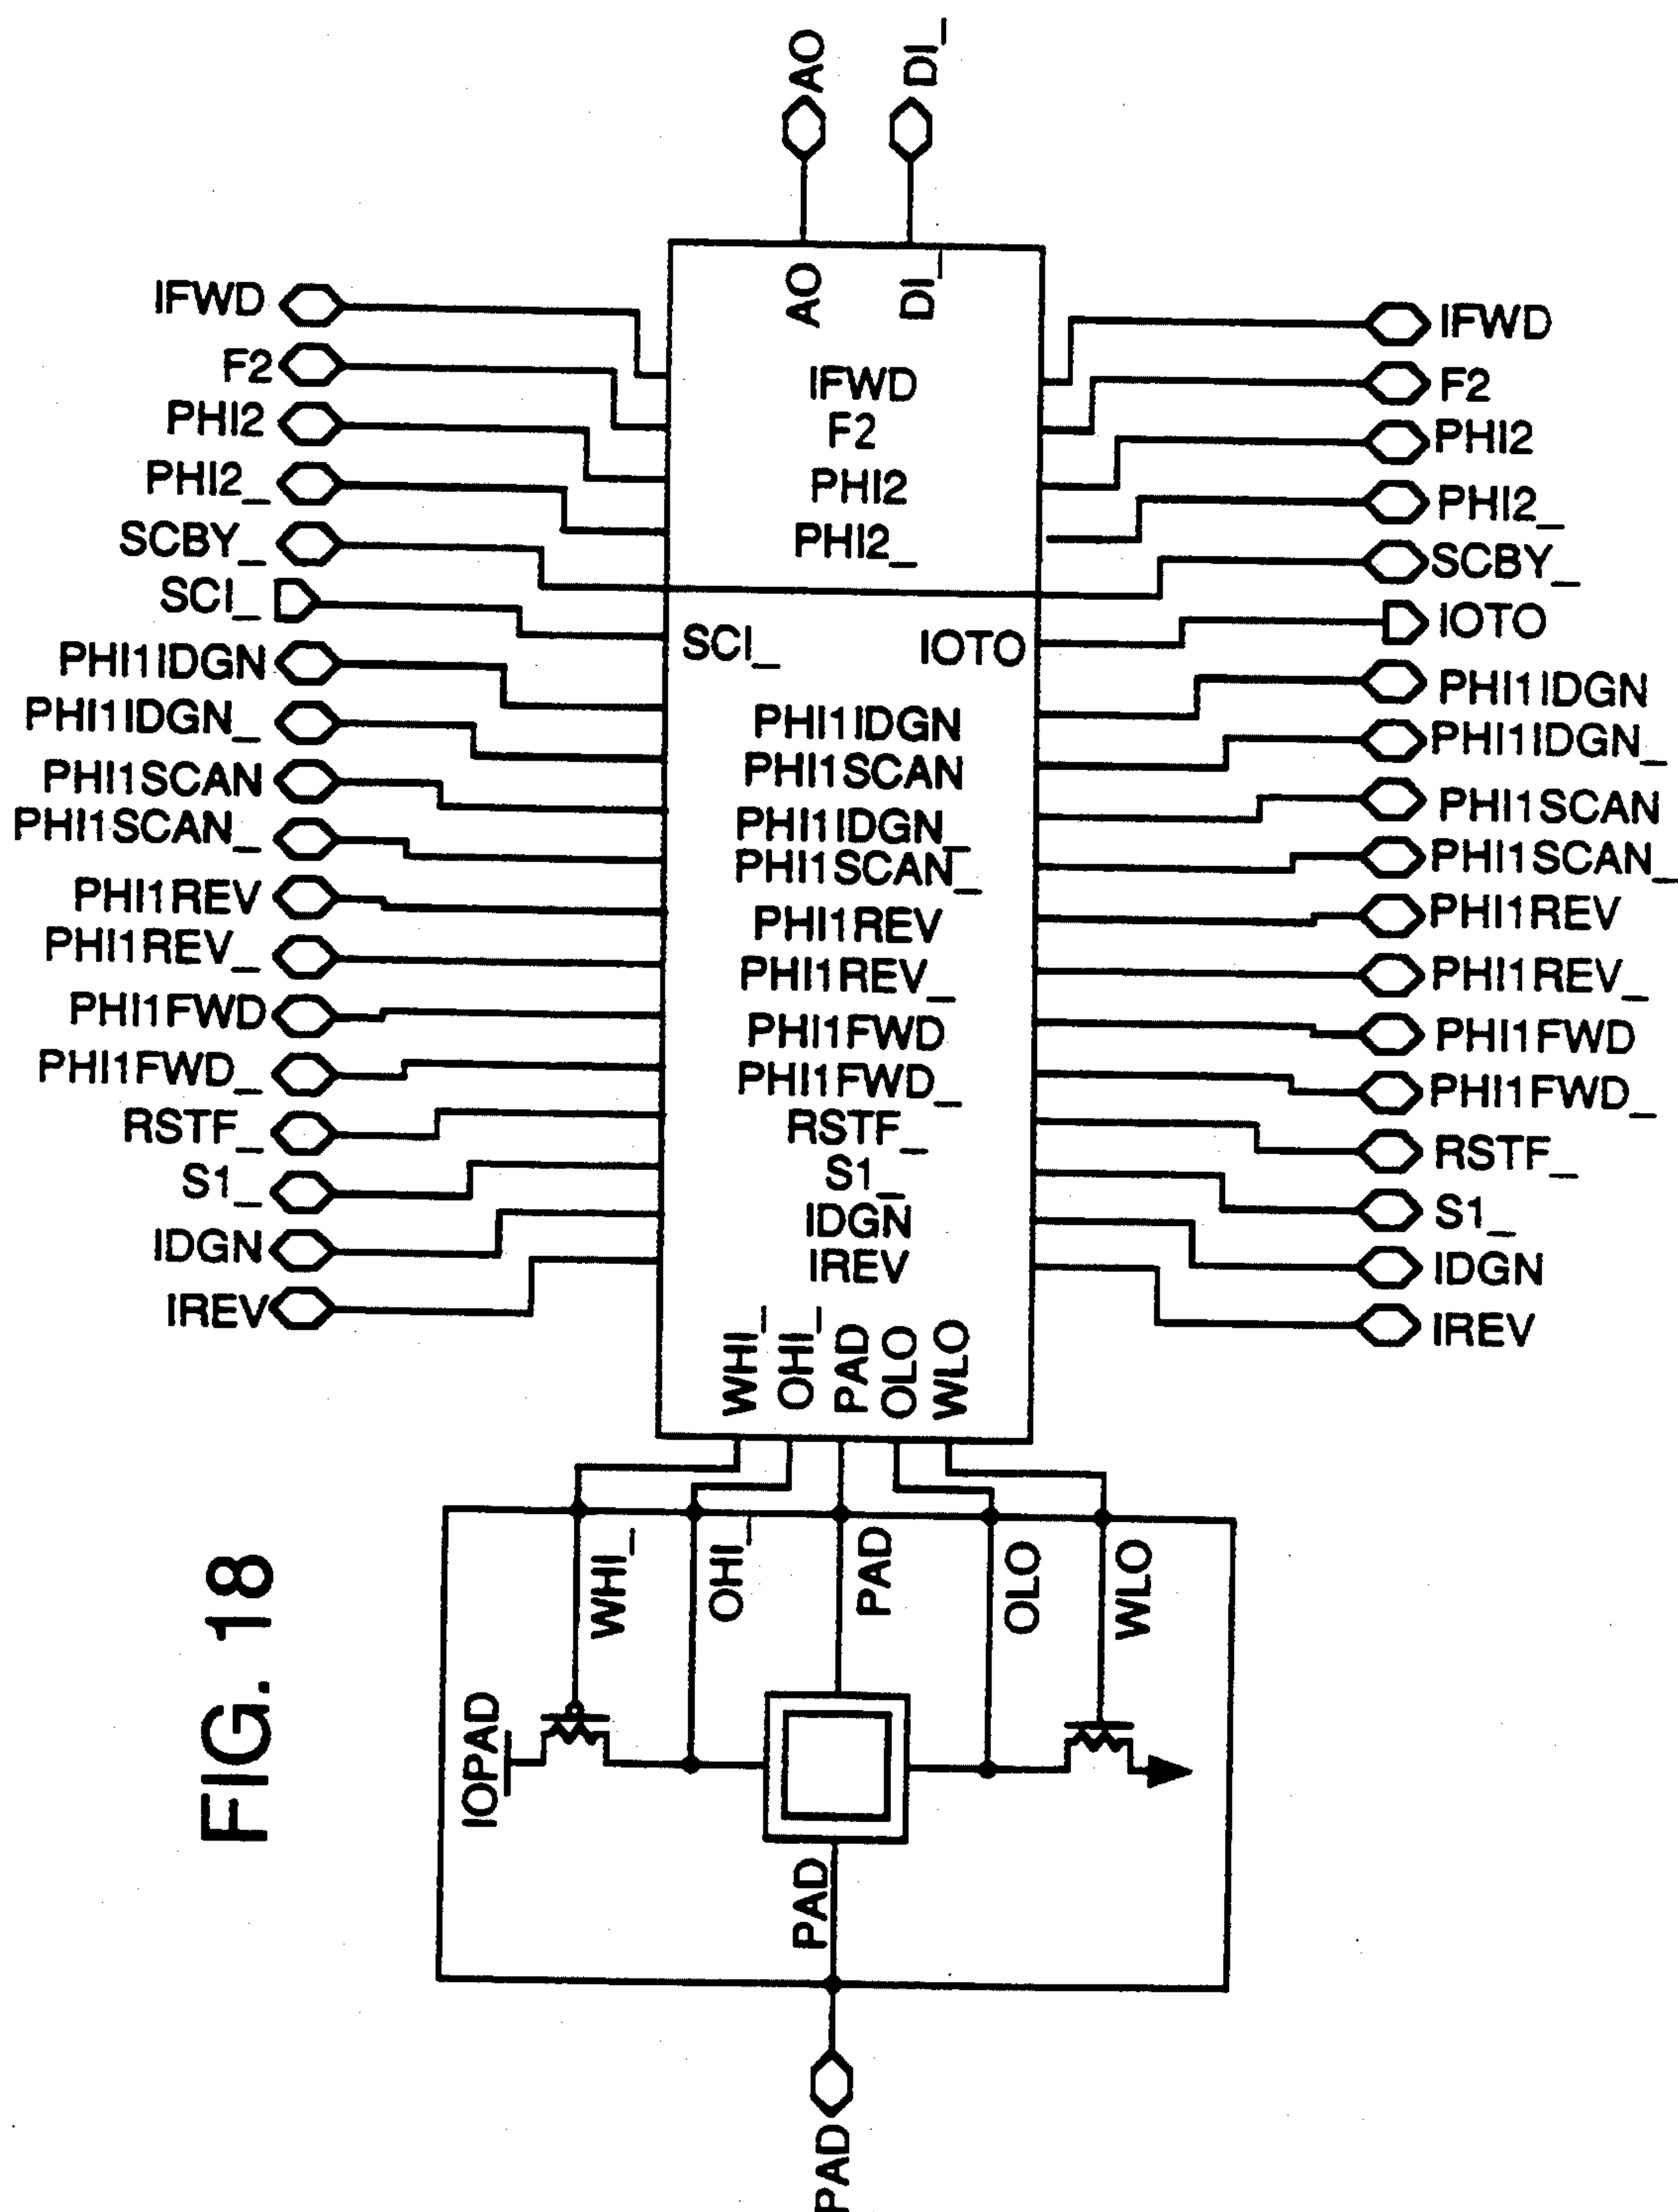 AO
DI_
AO
DI_
IFWD
F2
PHI2
PHI2_
SCBY_
SCI_
PHI1IDGN
PHI1IDGN_
PHI1SCAN
PHI1SCAN_
PHI1REV
PHI1REV_
PHI1FWD
PHI1FWD_
RSTF_
S1_
IDGN
IREV
IFWD
F2
PHI2
PHI2_
SCI_ IOTO
PHI1IDGN
PHI1SCAN
PHI1IDGN_
PHI1SCAN_
PHI1REV
PHI1REV_
PHI1FWD
PHI1FWD_
RSTF_
S1_
IDGN
IREV
IFWD
F2
PHI2
PHI2_
SCBY_
IOTO
PHI1IDGN
PHI1IDGN_
PHI1SCAN
PHI1SCAN_
PHI1REV
PHI1REV_
PHI1FWD
PHI1FWD_
RSTF_
S1_
IDGN
IREV
WHI_
OHI_
PAD
OLO
WLO
FIG. 18
IOPAD
WHI_
OHI_
PAD
OLO
WLO
PAD
PAD